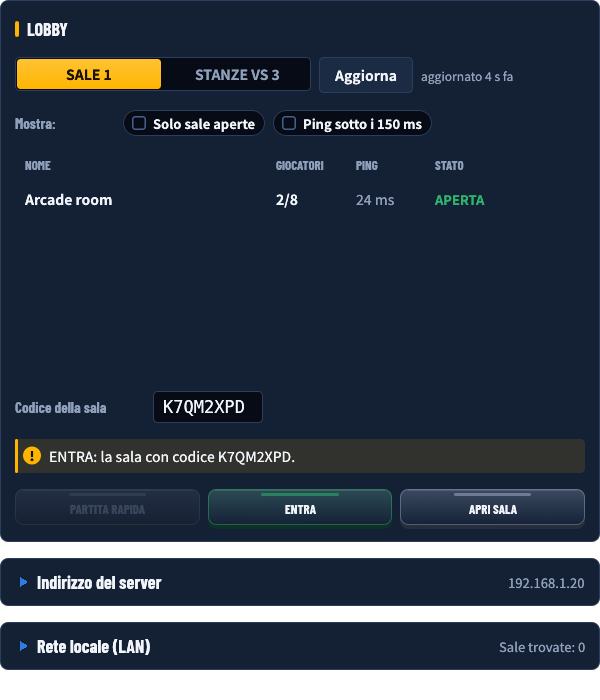 LOBBY
SALE 1 STANZE VS 3 Aggiorna aggiornato 4 s fa
Mostra: Solo sale aperte Ping sotto i 150 ms
NOME GIOCATORI PING STATO
Arcade room 2/8 24 ms APERTA
Codice della sala K7QM2XPD
ENTRA: la sala con codice K7QM2XPD.
PARTITA RAPIDA ENTRA APRI SALA
Indirizzo del server 192.168.1.20
Rete locale (LAN) Sale trovate: 0